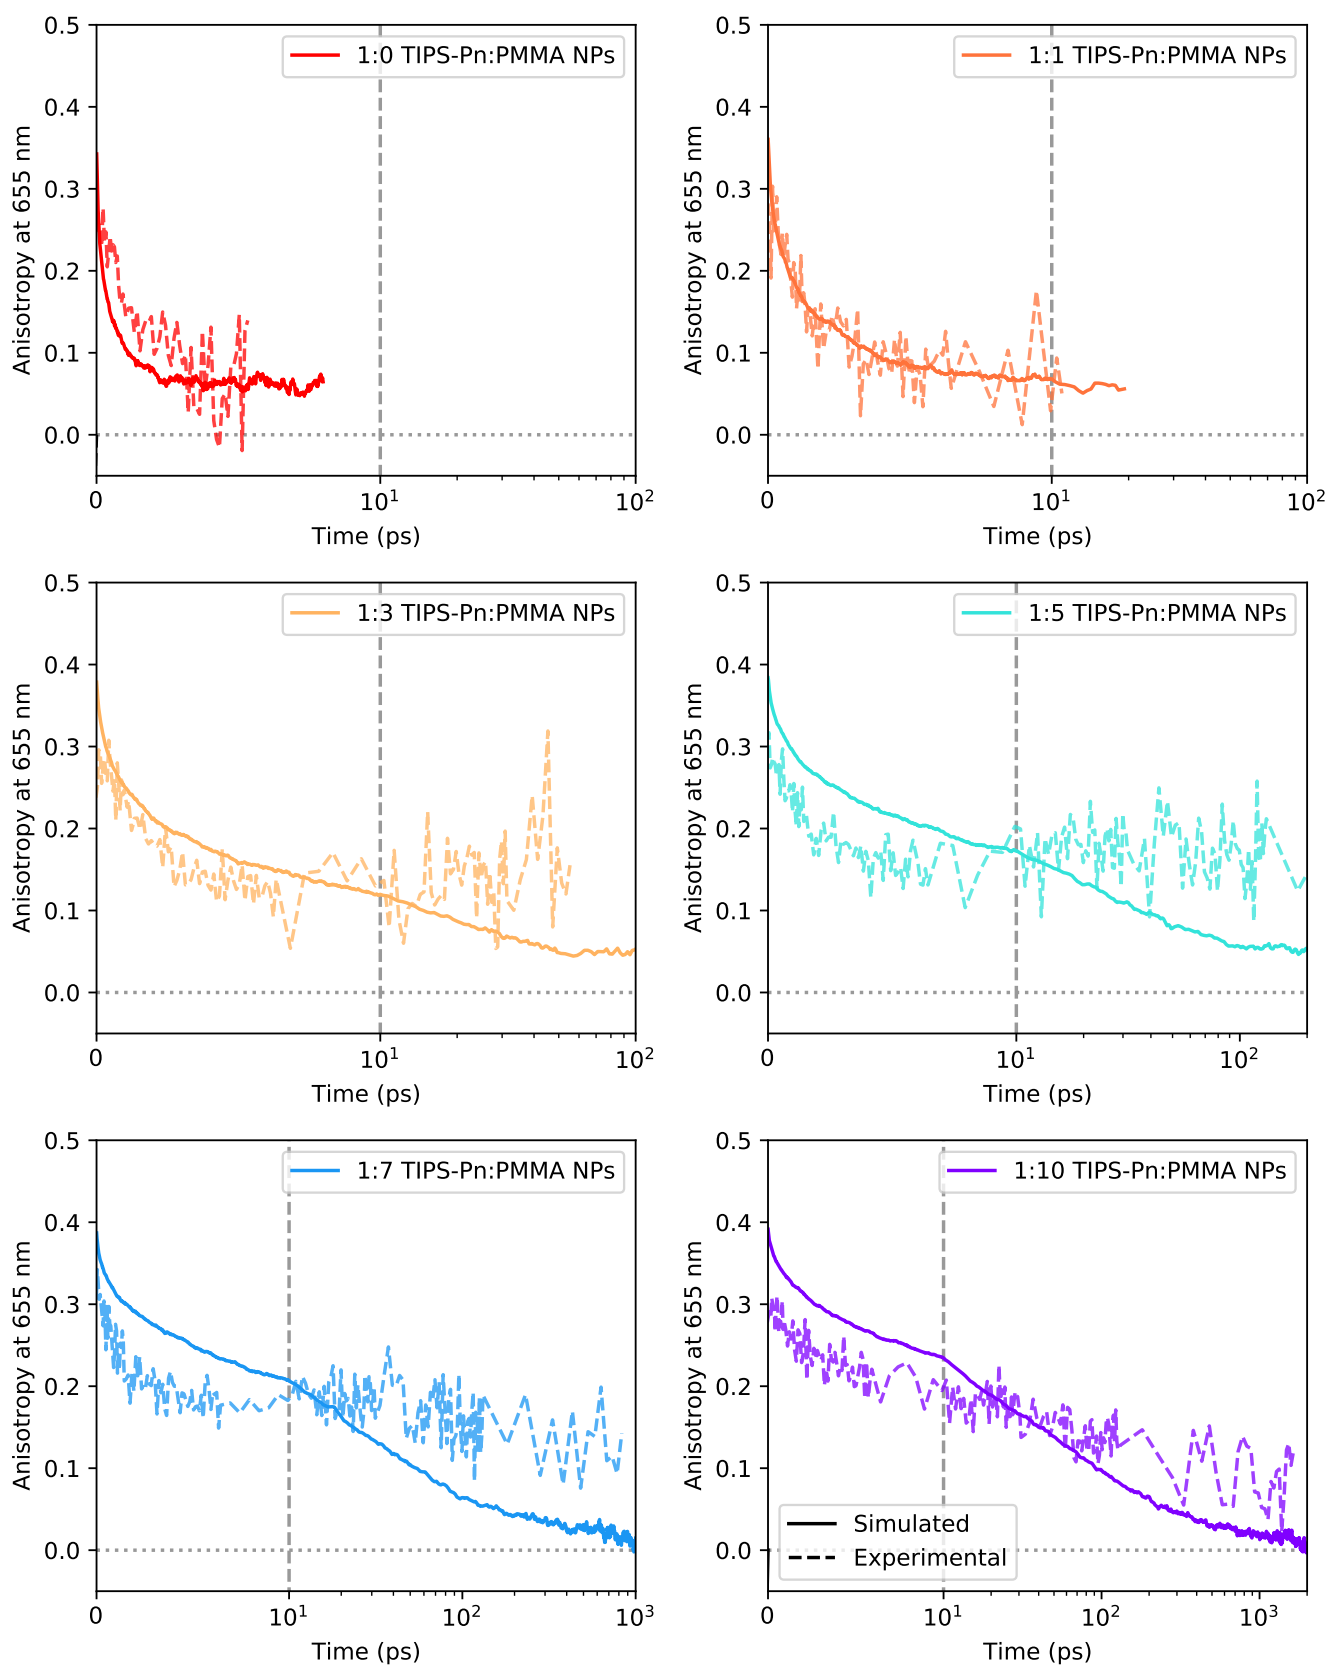 0.5
0.4
0.3
0.2
0.1
0.0
Anisotropy at 655 nm
1:0 TIPS-Pn:PMMA NPs
0
10¹
10²
Time (ps)
0.5
0.4
0.3
0.2
0.1
0.0
Anisotropy at 655 nm
1:1 TIPS-Pn:PMMA NPs
0
10¹
10²
Time (ps)
0.5
0.4
0.3
0.2
0.1
0.0
Anisotropy at 655 nm
1:3 TIPS-Pn:PMMA NPs
0
10¹
10²
Time (ps)
0.5
0.4
0.3
0.2
0.1
0.0
Anisotropy at 655 nm
1:5 TIPS-Pn:PMMA NPs
0
10¹
10²
Time (ps)
0.5
0.4
0.3
0.2
0.1
0.0
Anisotropy at 655 nm
1:7 TIPS-Pn:PMMA NPs
0
10¹
10²
10³
Time (ps)
0.5
0.4
0.3
0.2
0.1
0.0
Anisotropy at 655 nm
1:10 TIPS-Pn:PMMA NPs
Simulated
Experimental
0
10¹
10²
10³
Time (ps)